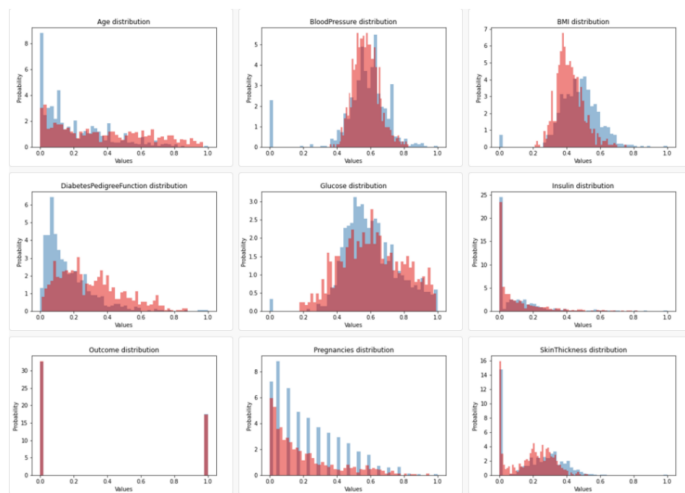 Age distribution
Probability
8
6
4
2
0
0.0 0.2 0.4 0.6 0.8 1.0
Values
BloodPressure distribution
Probability
5
4
3
2
1
0
0.0 0.2 0.4 0.6 0.8 1.0
Values
BMI distribution
Probability
7
6
5
4
3
2
1
0
0.0 0.2 0.4 0.6 0.8 1.0
Values
DiabetesPedigreeFunction distribution
Probability
6
5
4
3
2
1
0
0.0 0.2 0.4 0.6 0.8 1.0
Values
Glucose distribution
Probability
3.0
2.5
2.0
1.5
1.0
0.5
0.0
0.0 0.2 0.4 0.6 0.8 1.0
Values
Insulin distribution
Probability
25
20
15
10
5
0
0.0 0.2 0.4 0.6 0.8 1.0
Values
Outcome distribution
Probability
30
25
20
15
10
5
0
0.0 0.2 0.4 0.6 0.8 1.0
Values
Pregnancies distribution
Probability
8
6
4
2
0
0.0 0.2 0.4 0.6 0.8 1.0
Values
SkinThickness distribution
Probability
16
14
12
10
8
6
4
2
0
0.0 0.2 0.4 0.6 0.8 1.0
Values